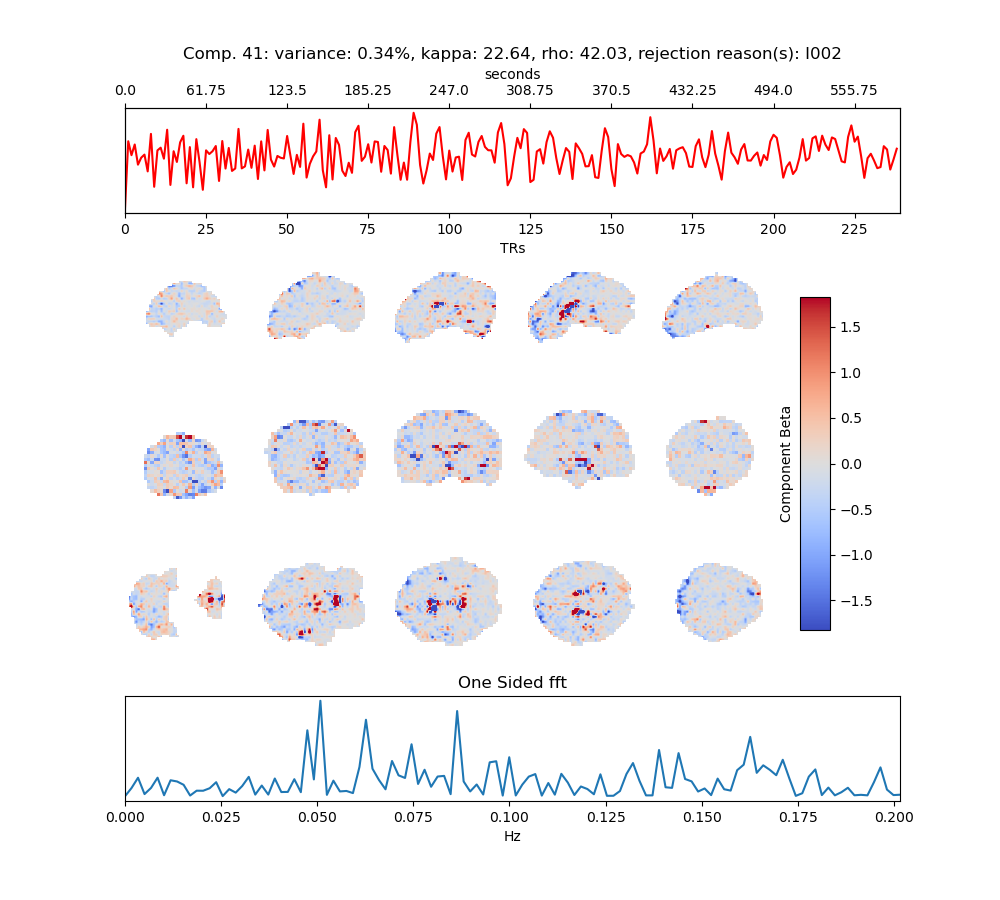 Comp. 41: variance: 0.34%, kappa: 22.64, rho: 42.03, rejection reason(s): I002
seconds
0.0 61.75 123.5 185.25 247.0 308.75 370.5 432.25 494.0 555.75
0 25 50 75 100 125 150 175 200 225
TRs
1.5
1.0
0.5
0.0
−0.5
−1.0
−1.5
Component Beta
One Sided fft
0.000 0.025 0.050 0.075 0.100 0.125 0.150 0.175 0.200
Hz